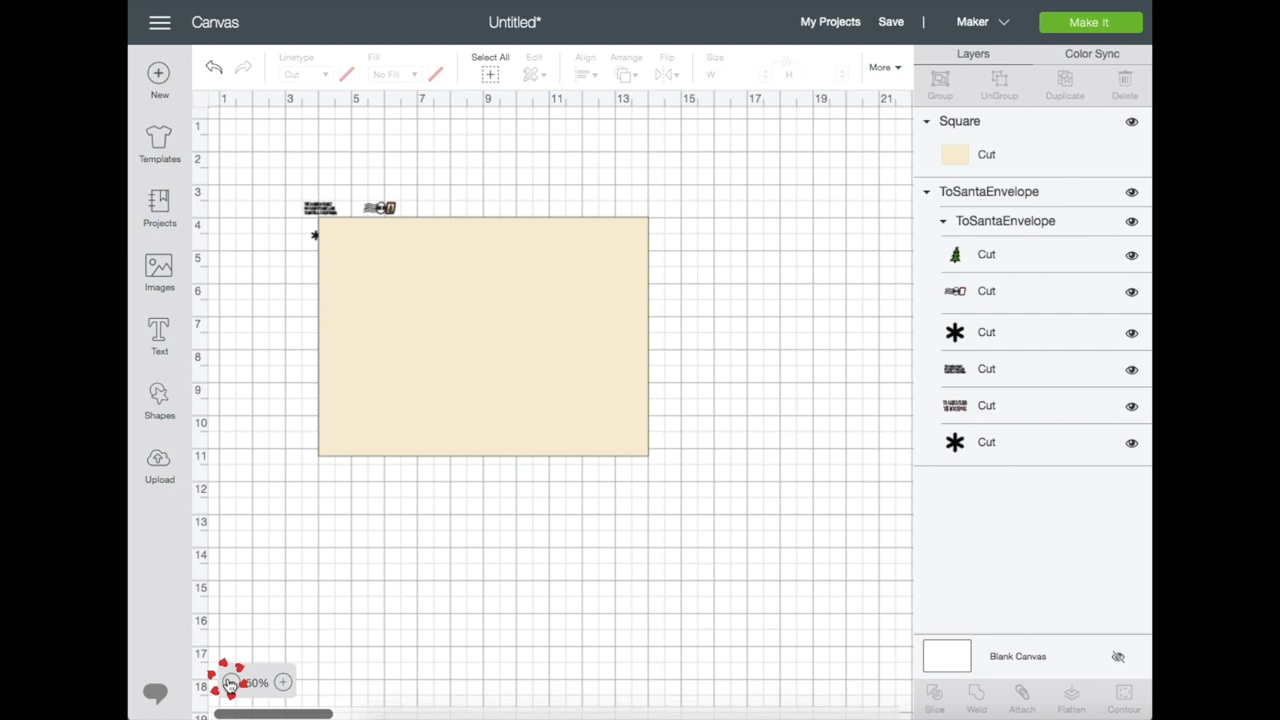 Canvas
Untitled*
My Projects
Save
|
Maker
Make It
New
Templates
Projects
Images
Text
Shapes
Upload
Linetype
Cut
Fill
No Fill
Select All
Edit
Align
Arrange
Flip
Size
W
H
More
1 3 5 7 9 11 13 15 17 19 21
1
2
3
4
5
6
7
8
9
10
11
12
13
14
15
16
17
18
50%
Layers
Color Sync
Group
UnGroup
Duplicate
Delete
Square
Cut
ToSantaEnvelope
ToSantaEnvelope
Cut
Cut
Cut
Cut
Cut
Cut
Blank Canvas
Slice
Weld
Attach
Flatten
Contour